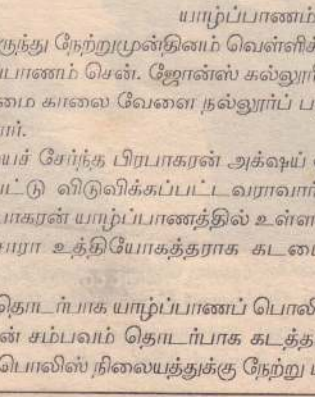 யாழ்ப்பாணம்
ருந்து நேற்றுமுன்தினம் வெள்ளிக்
பாணம் சென். ஜோன்ஸ் கல்லூரி
மை காலை வேளை நல்லூர்ப் ப
ார்.
யைச் சேர்ந்த பிரபாகரன் அக்ஷய்
பட்டு விடுவிக்கப்பட்டவராவார்
பாகரன் யாழ்ப்பாணத்தில் உள்ள
சாரா உத்தியோகத்தராக கடமை
தொடர்பாக யாழ்ப்பாணப் பொலி
ன் சம்பவம் தொடர்பாக கடத்த
பொலிஸ் நிலையத்துக்கு நேற்று